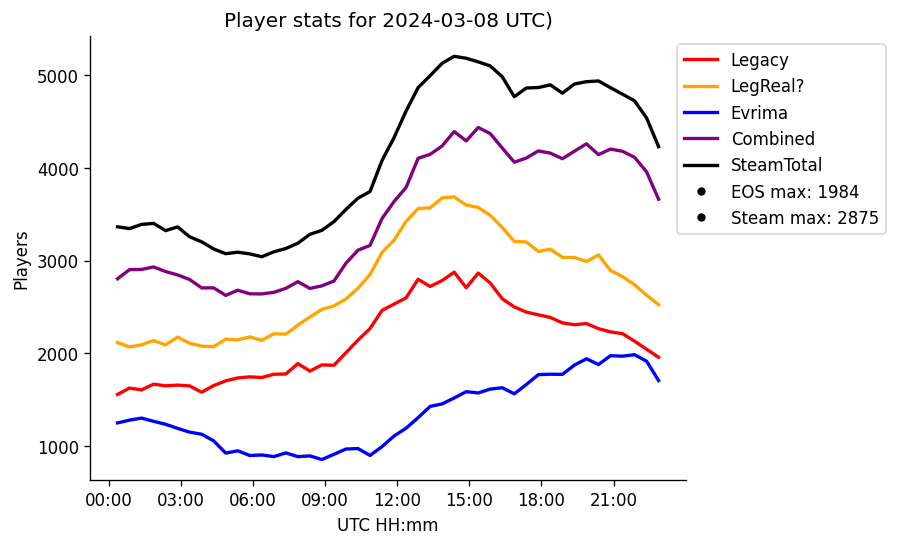 Player stats for 2024-03-08 UTC)
Players
5000
4000
3000
2000
1000
00:00 03:00 06:00 09:00 12:00 15:00 18:00 21:00
UTC HH:mm
Legacy
LegReal?
Evrima
Combined
SteamTotal
EOS max: 1984
Steam max: 2875